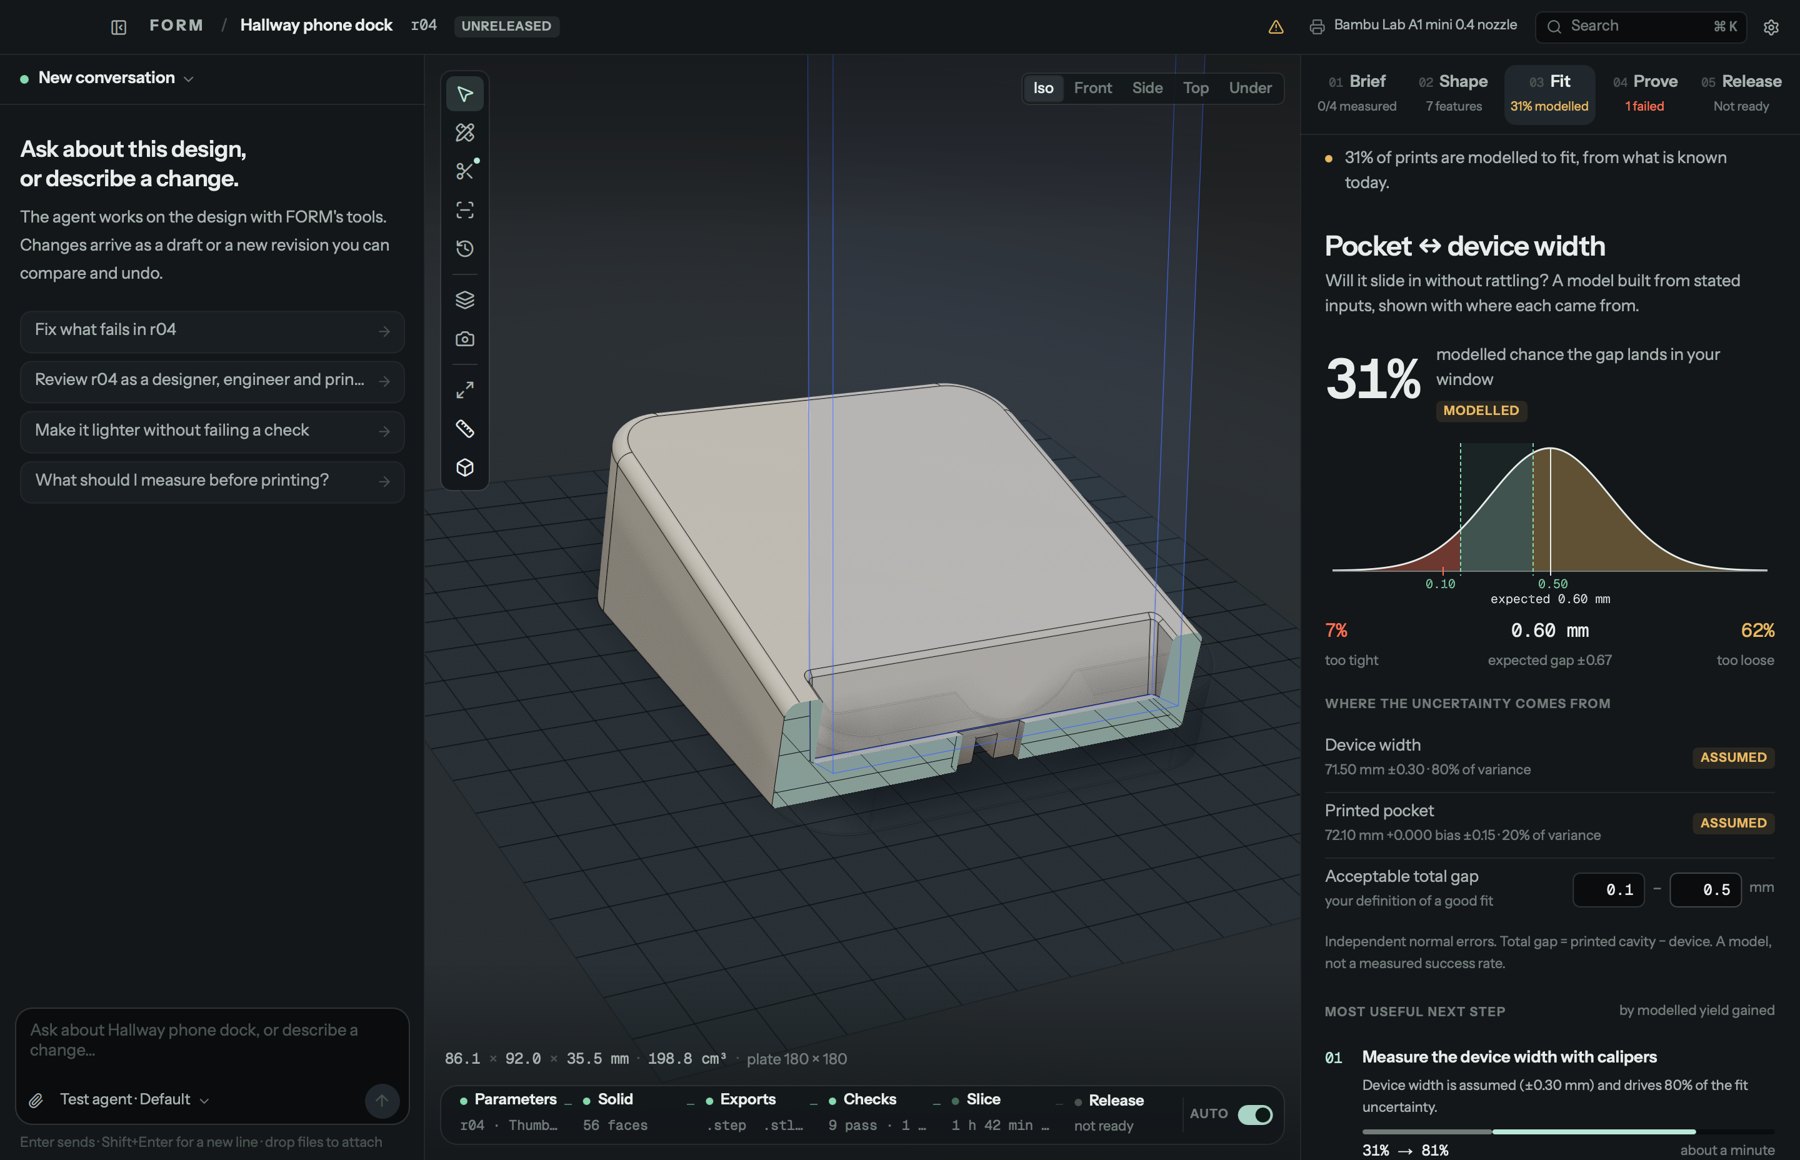 FORM / Hallway phone dock r04 UNRELEASED
Bambu Lab A1 mini 0.4 nozzle
Search ⌘K
New conversation
Ask about this design,
or describe a change.
The agent works on the design with FORM's tools.
Changes arrive as a draft or a new revision you can
compare and undo.
Fix what fails in r04
Review r04 as a designer, engineer and prin...
Make it lighter without failing a check
What should I measure before printing?
Ask about Hallway phone dock, or describe a
change...
Test agent · Default
Enter sends · Shift+Enter for a new line · drop files to attach
Iso Front Side Top Under
86.1 × 92.0 × 35.5 mm · 198.8 cm³ · plate 180 × 180
Parameters
r04 · Thumb…
Solid
56 faces
Exports
.step .stl…
Checks
9 pass · 1 …
Slice
1 h 42 min …
Release
not ready
AUTO
01 Brief
0/4 measured
02 Shape
7 features
03 Fit
31% modelled
04 Prove
1 failed
05 Release
Not ready
31% of prints are modelled to fit, from what is known
today.
Pocket ↔ device width
Will it slide in without rattling? A model built from stated
inputs, shown with where each came from.
31%
modelled chance the gap lands in your
window
MODELLED
0.10 0.50
expected 0.60 mm
7%
too tight
0.60 mm
expected gap ±0.67
62%
too loose
WHERE THE UNCERTAINTY COMES FROM
Device width
71.50 mm ±0.30 · 80% of variance
ASSUMED
Printed pocket
72.10 mm +0.000 bias ±0.15 · 20% of variance
ASSUMED
Acceptable total gap
your definition of a good fit
0.1 – 0.5 mm
Independent normal errors. Total gap = printed cavity − device. A model,
not a measured success rate.
MOST USEFUL NEXT STEP by modelled yield gained
01 Measure the device width with calipers
Device width is assumed (±0.30 mm) and drives 80% of the fit
uncertainty.
31% → 81% about a minute